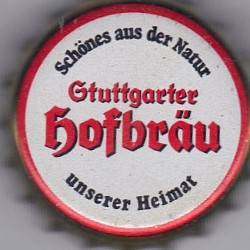 Schönes aus der Natur
Stuttgarter
Hofbräu
unserer Heimat